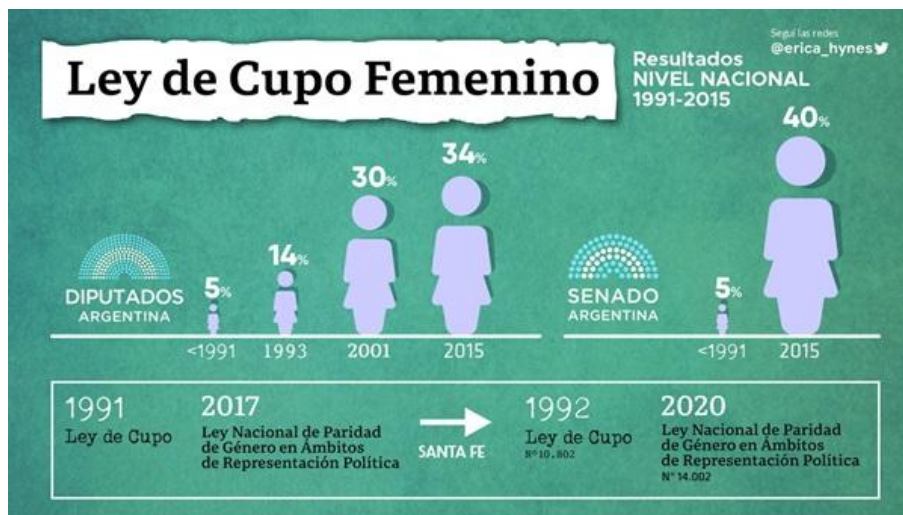 Ley de Cupo Femenino
Resultados
NIVEL NACIONAL
1991-2015
Seguí las redes
@erica_hynes
DIPUTADOS
ARGENTINA
5%
14%
30%
34%
<1991
1993
2001
2015
SENADO
ARGENTINA
5%
40%
<1991
2015
1991
Ley de Cupo
2017
Ley Nacional de Paridad
de Género en Ámbitos
de Representación Política
SANTA FE
1992
Ley de Cupo
Nº10.802
2020
Ley Nacional de Paridad
de Género en Ámbitos
de Representación Política
N° 14.002